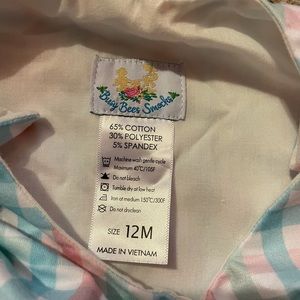 Busy Bees Smocks
65% COTTON
30% POLYESTER
5% SPANDEX
Machine wash gentle cycle
Maximum 40°C/105F
Do not bleach
Tumble dry at low heat
Iron at medium 150°C/300F
Do not dryclean
SIZE 12M
MADE IN VIETNAM